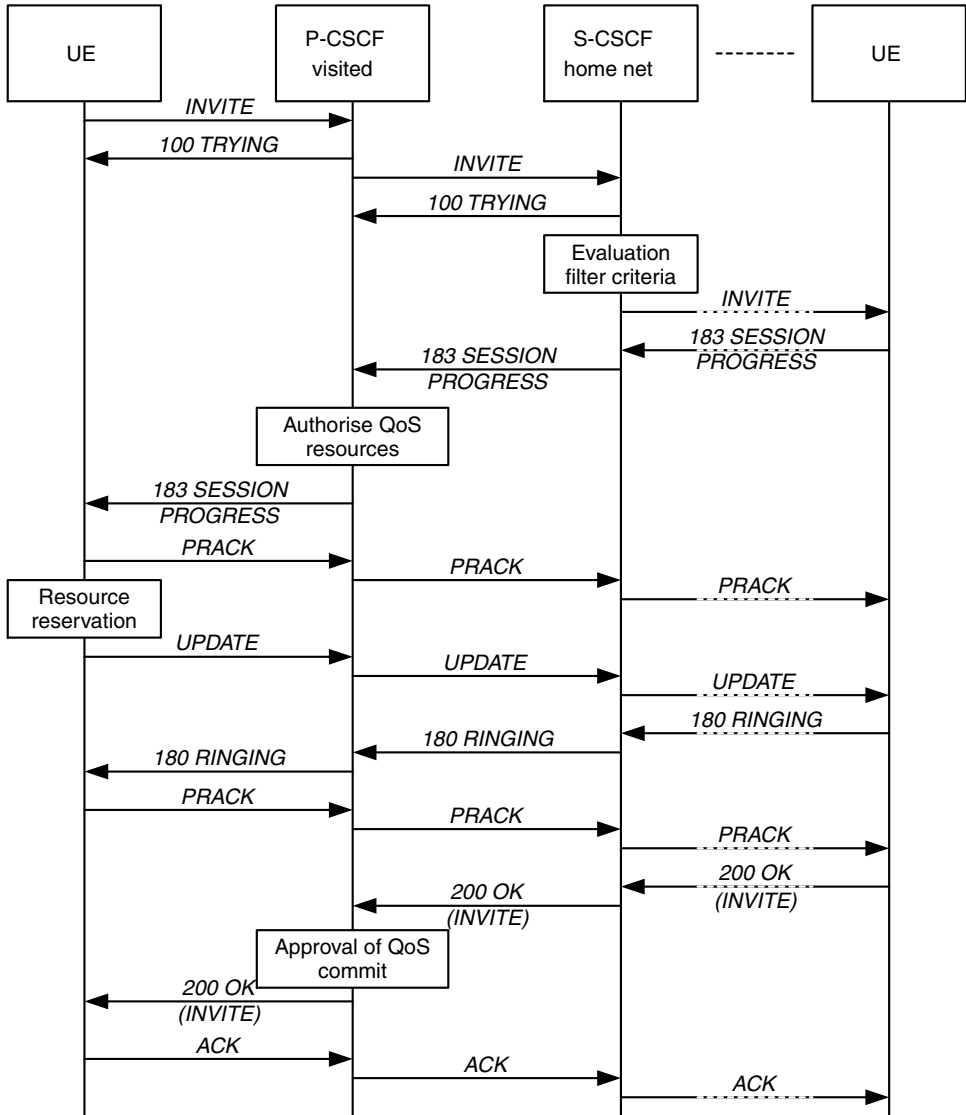 UE
P-CSCF
visited
S-CSCF
home net
UE
INVITE
100 TRYING
INVITE
100 TRYING
Evaluation
filter criteria
INVITE
183 SESSION
PROGRESS
183 SESSION
PROGRESS
Authorise QoS
resources
183 SESSION
PROGRESS
PRACK
PRACK
PRACK
Resource
reservation
UPDATE
UPDATE
UPDATE
180 RINGING
180 RINGING
180 RINGING
PRACK
PRACK
PRACK
200 OK
(INVITE)
200 OK
(INVITE)
Approval of QoS
commit
200 OK
(INVITE)
ACK
ACK
ACK